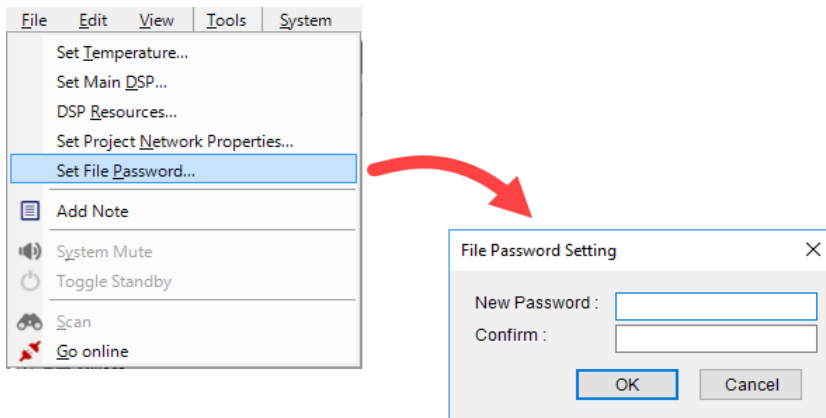 File Edit View Tools System
Set Temperature...
Set Main DSP...
DSP Resources...
Set Project Network Properties...
Set File Password...
Add Note
System Mute
Toggle Standby
Scan
Go online
File Password Setting
New Password :
Confirm :
OK Cancel